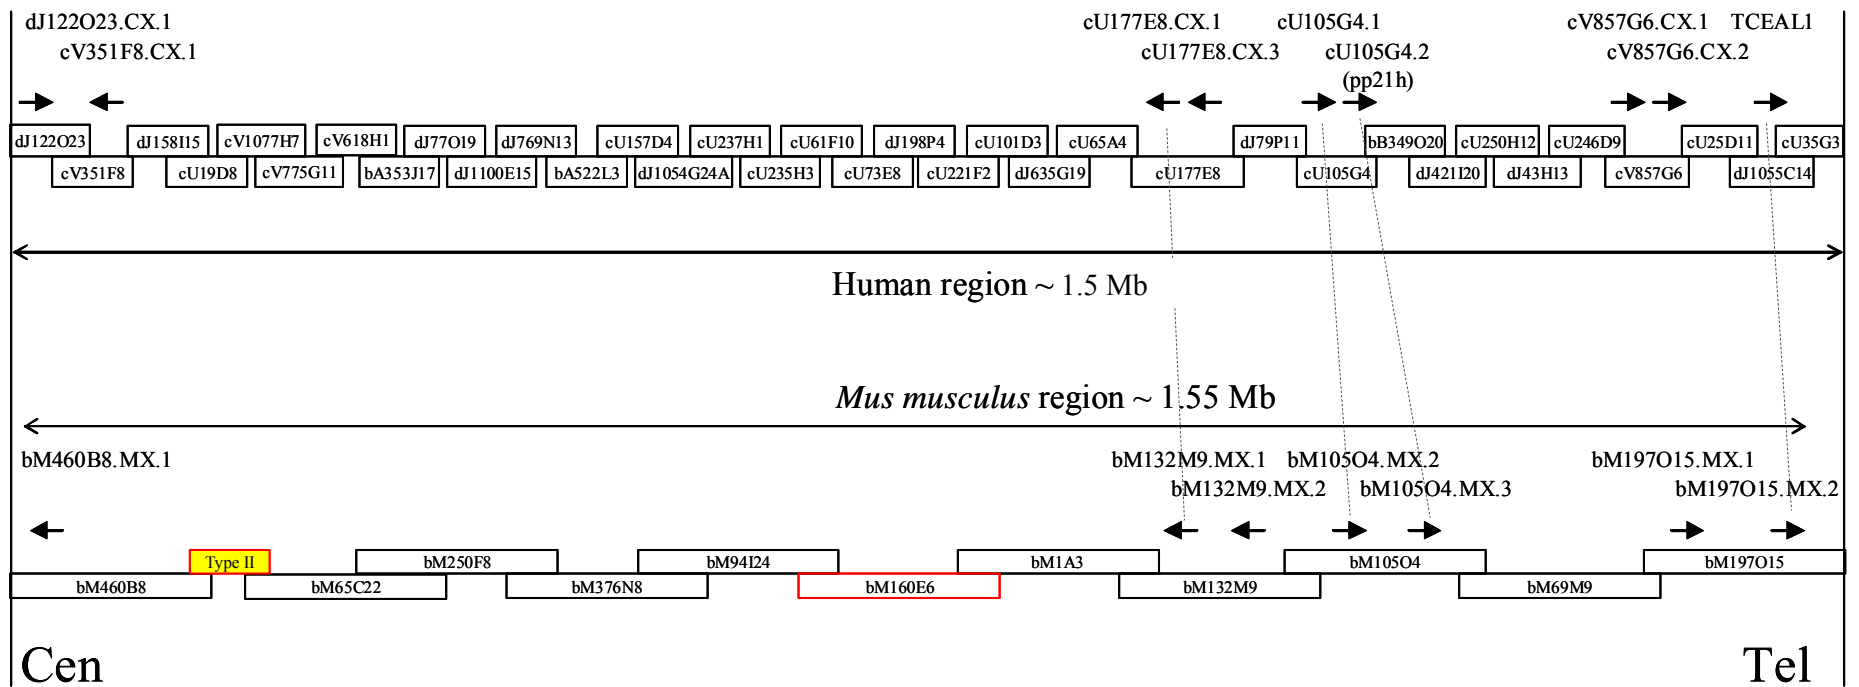 dJ122O23.CX.1 cU177E8.CX.1 cU105G4.1 cV857G6.CX.1 TCEAL1
cV351F8.CX.1 cU177E8.CX.3 cU105G4.2 cV857G6.CX.2
(pp21h)
dJ122O23 dJ158I15 cV1077H7 cV618H1 dJ77O19 dJ769N13 cU157D4 cU237H1 cU61F10 dJ198P4 cU101D3 cU65A4 dJ79P11 bB349O20 cU250H12 cU246D9 cU25D11 cU35G3
cV351F8 cU19D8 cV775G11 bA353J17 dJ1100E15 bA522L3 dJ1054G24A cU235H3 cU73E8 cU221F2 dJ635G19 cU177E8 cU105G4 dJ421I20 dJ43H13 cV857G6 dJ1055C14
Human region ~ 1.5 Mb
Mus musculus region ~ 1.55 Mb
bM460B8.MX.1 bM132M9.MX.1 bM105O4.MX.2 bM197O15.MX.1
bM132M9.MX.2 bM105O4.MX.3 bM197O15.MX.2
Type II bM250F8 bM94I24 bM1A3 bM105O4 bM197O15
bM460B8 bM65C22 bM376N8 bM160E6 bM132M9 bM69M9
Cen Tel